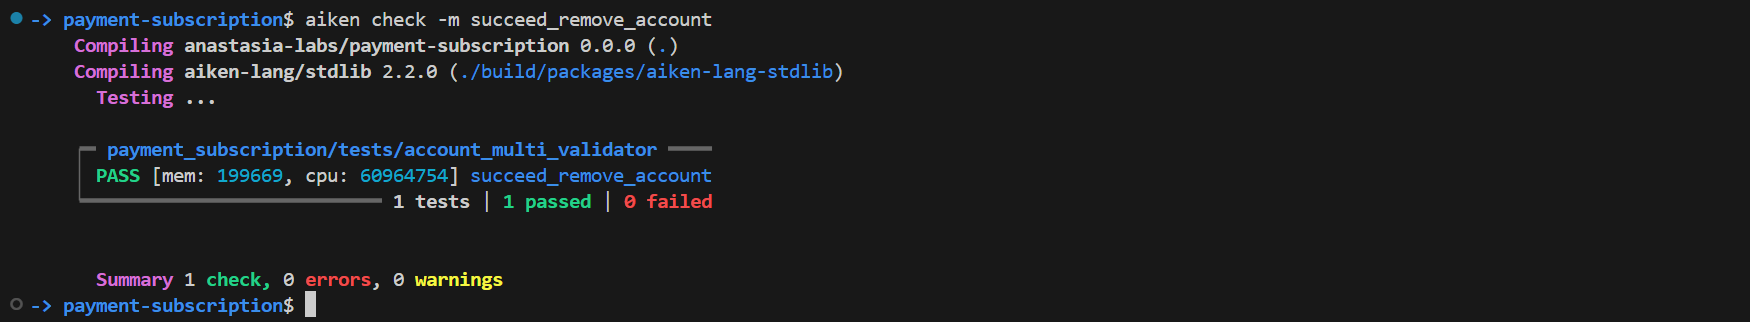 -> payment-subscription$ aiken check -m succeed_remove_account
Compiling anastasia-labs/payment-subscription 0.0.0 (.)
Compiling aiken-lang/stdlib 2.2.0 (./build/packages/aiken-lang-stdlib)
Testing ...
payment_subscription/tests/account_multi_validator
PASS [mem: 199669, cpu: 60964754] succeed_remove_account
1 tests | 1 passed | 0 failed
Summary 1 check, 0 errors, 0 warnings
-> payment-subscription$